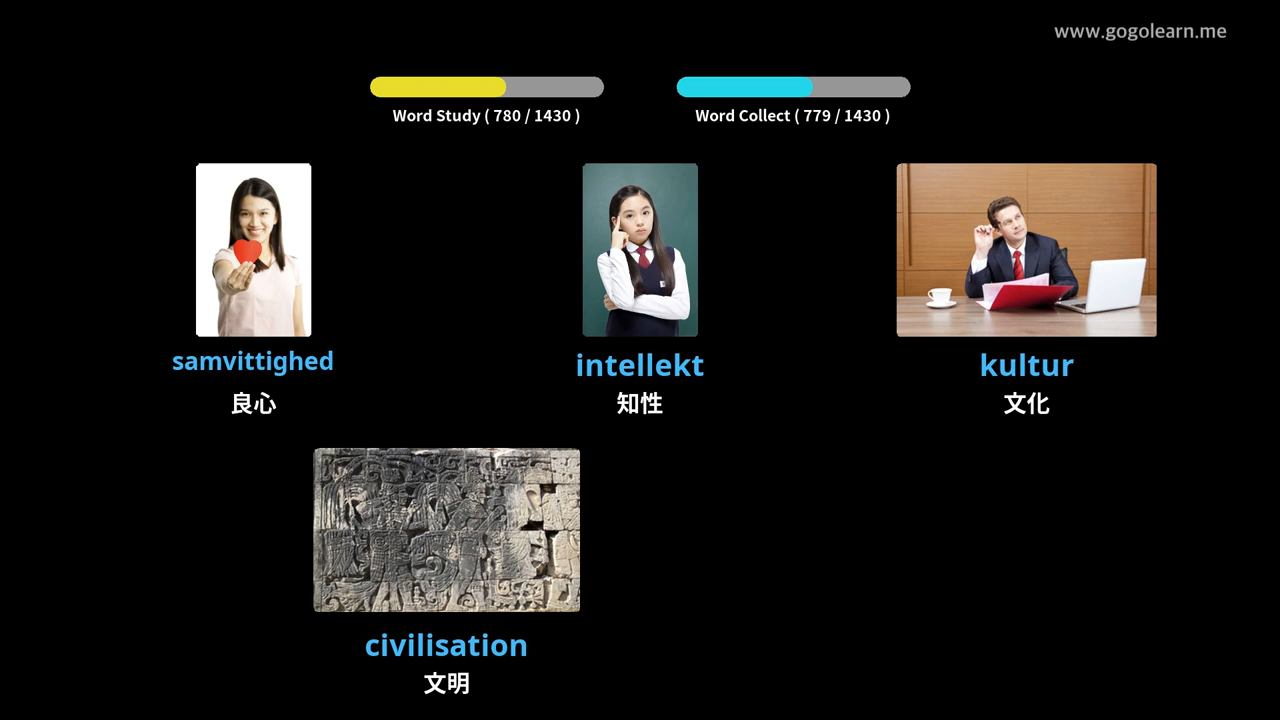 www.gogolearn.me
Word Study ( 780 / 1430 )
Word Collect ( 779 / 1430 )
samvittighed
良心
intellekt
知性
kultur
文化
civilisation
文明